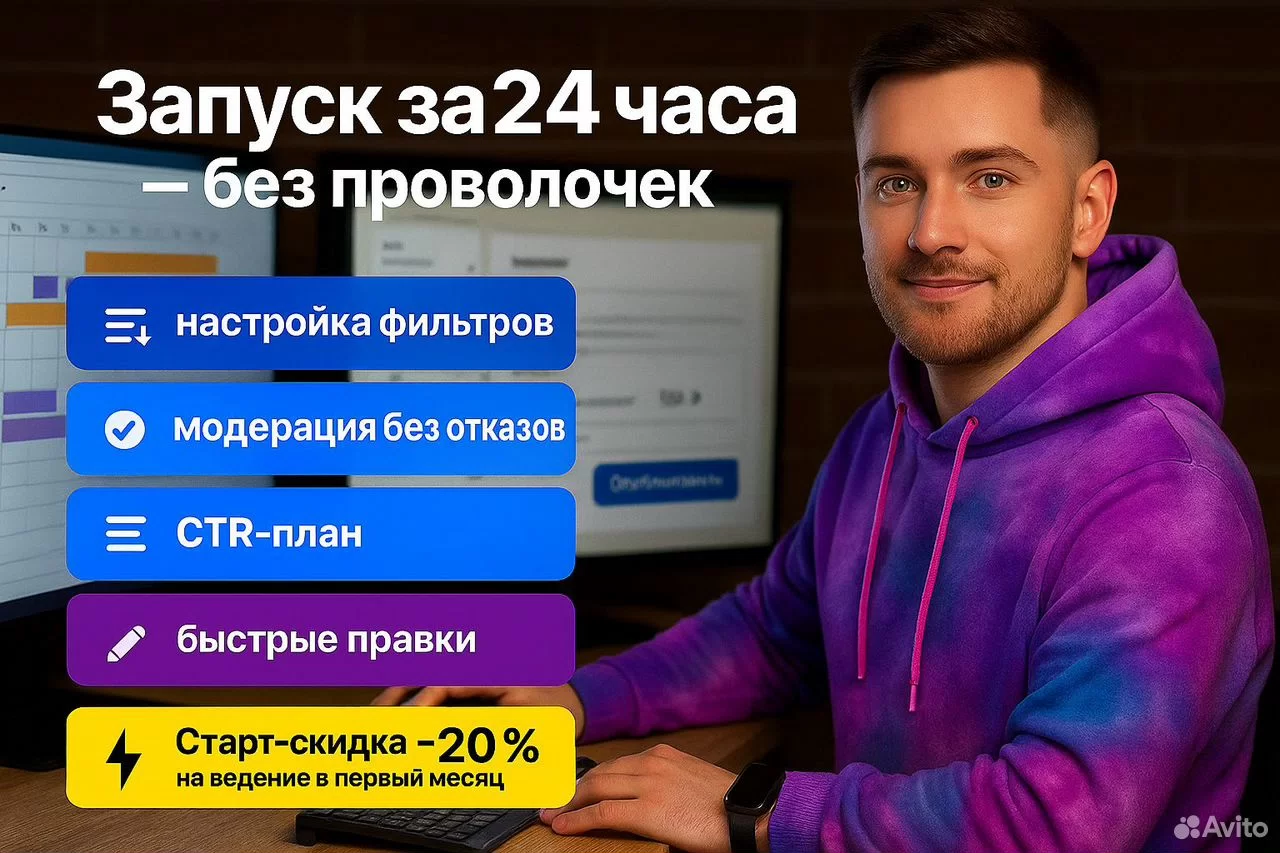 Запуск за 24 часа
– без проволочек
настройка фильтров
модерация без отказов
CTR-план
быстрые правки
Старт-скидка -20%
на ведение в первый месяц
Avito